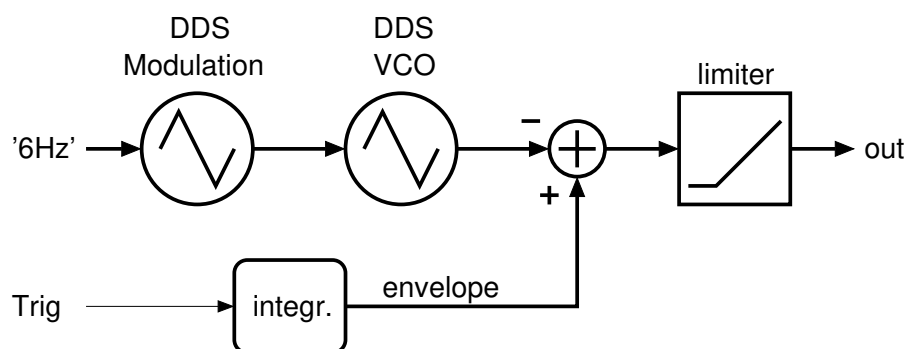 DDS
Modulation
DDS
VCO
limiter
'6Hz'
−
+
+
out
Trig
integr.
envelope